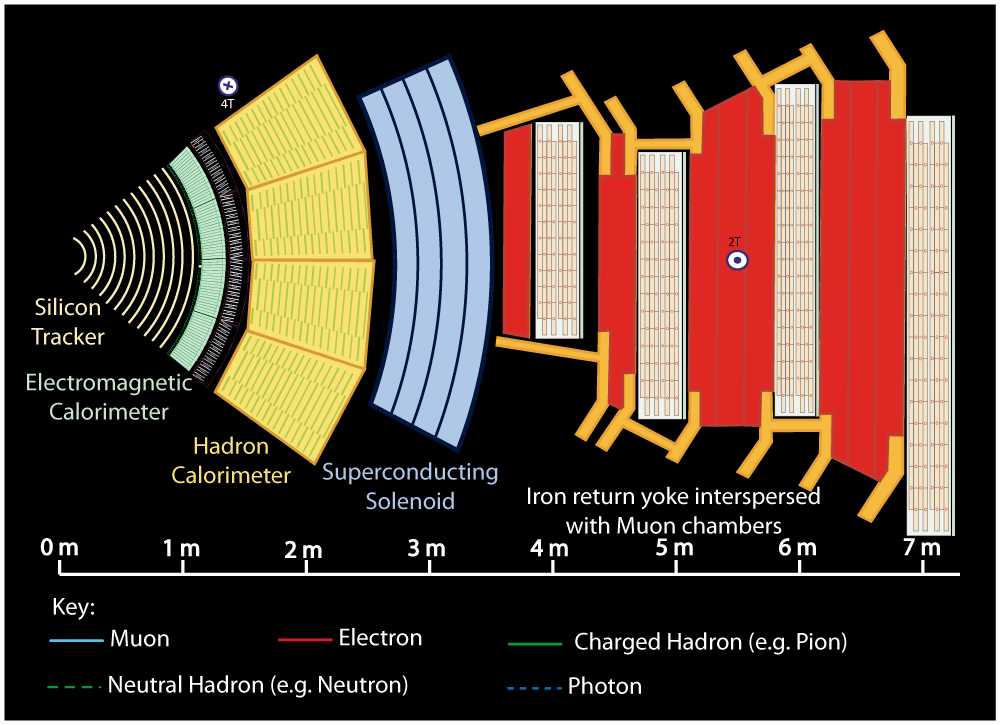 4T
2T
Silicon
Tracker
Electromagnetic
Calorimeter
Hadron
Calorimeter
Superconducting
Solenoid
Iron return yoke interspersed
with Muon chambers
0 m 1 m 2 m 3 m 4 m 5 m 6 m 7 m
Key:
Muon Electron Charged Hadron (e.g. Pion)
Neutral Hadron (e.g. Neutron) Photon